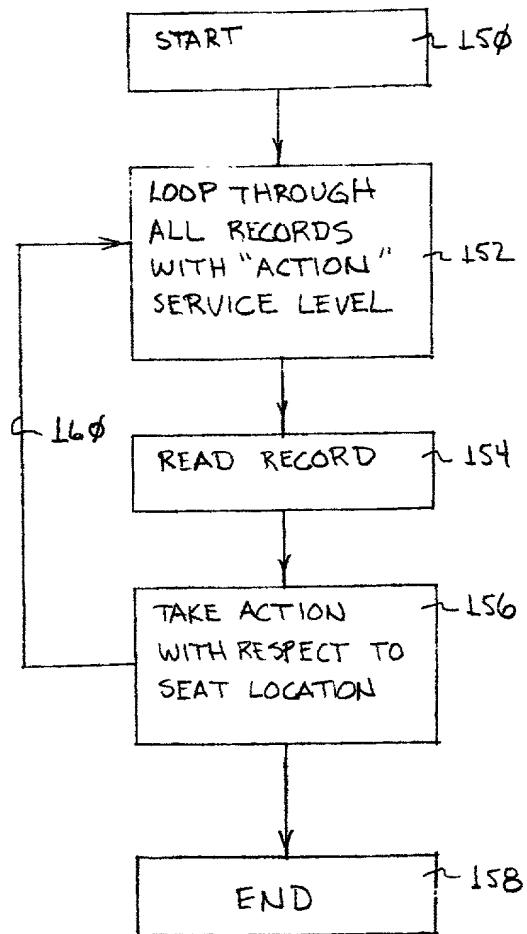 START
150
LOOP THROUGH
ALL RECORDS
WITH "ACTION"
SERVICE LEVEL
152
160
READ RECORD
154
TAKE ACTION
WITH RESPECT TO
SEAT LOCATION
156
END
158